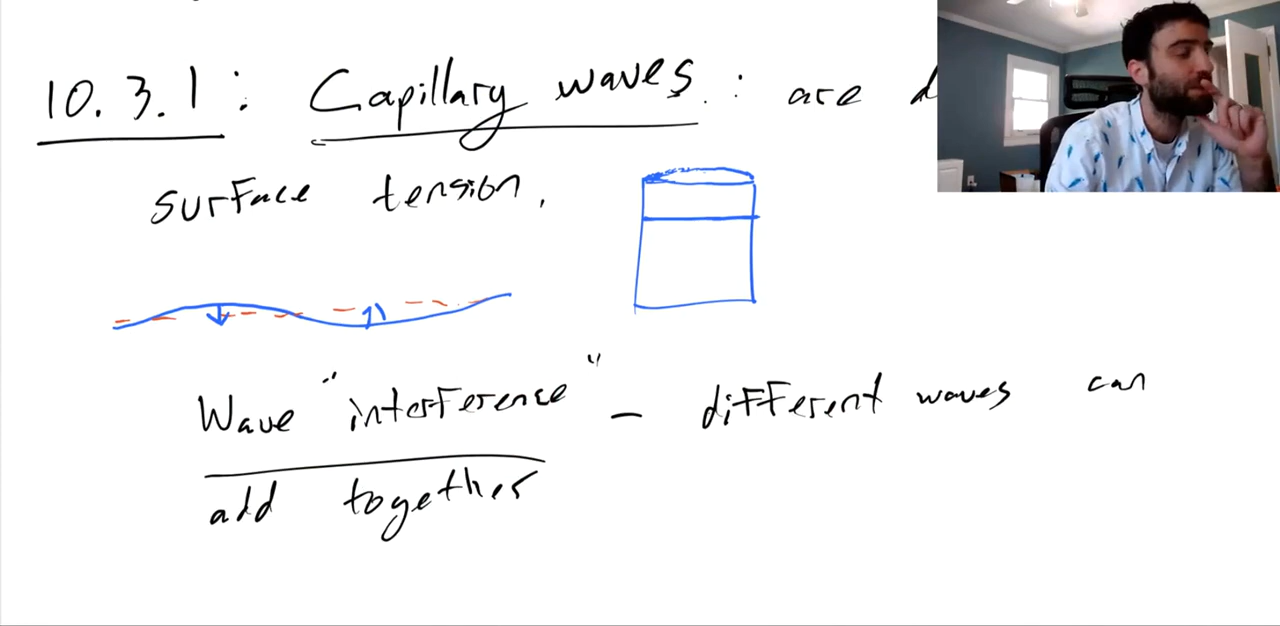 10.3.1: Capillary waves: are d
surface tension.
Wave "interference" - different waves can
add together